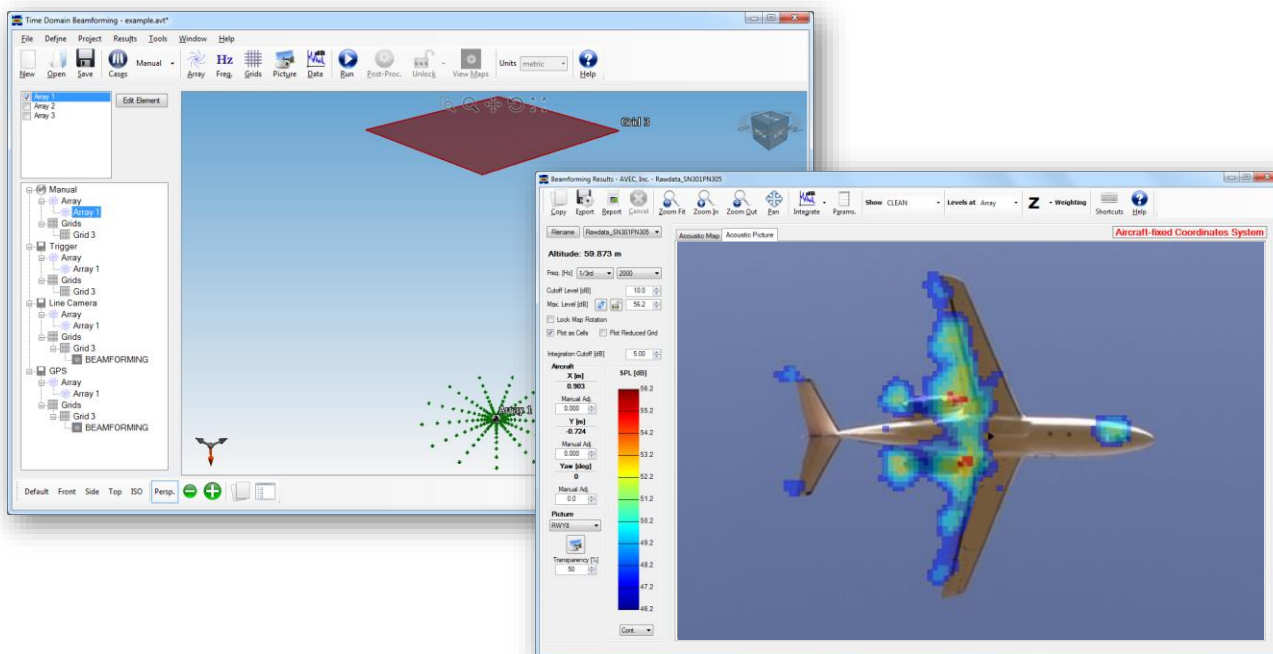 Time Domain Beamforming - example.avt*
File Define Project Results Tools Window Help
Manual
Units metric
New Open Save Cases Array Freq. Grids Picture Data Run Post-Proc. Unlock View Maps Help
Hz
Array 1
Array 2
Array 3
Edit Element
Manual
Array
Array 1
Grids
Grid 3
Trigger
Array
Array 1
Grids
Grid 3
Line Camera
Array
Array 1
Grids
Grid 3
BEAMFORMING
GPS
Array
Array 1
Grids
Grid 3
BEAMFORMING
Grid 3
Array 1
Default Front Side Top ISO Persp.
Beamforming Results - AVEC, Inc. - Rawdata_SN301PN305
Copy Export Report Cancel Zoom Fit Zoom In Zoom Out Pan Integrate Params. Show CLEAN Levels at Array Z - Weighting Shortcuts Help
Filename Rawdata_SN301PN305
Acoustic Map Acoustic Picture
Aircraft-fixed Coordinates System
Altitude: 59.873 m
Freq. [Hz] 1/3rd 2000
Cutoff Level [dB] 10.0
Max. Level [dB] 56.2
Lock Map Rotation
Plot as Cells Plot Reduced Grid
Integration Cutoff [dB] 5.00
Aircraft
X [m]
0.903
Manual Adj.
0.000
Y [m]
-0.724
Manual Adj.
0.000
Yaw [deg]
0
Manual Adj.
0.0
Picture
RWY8
Transparency [%]
50
SPL [dB]
56.2
55.2
54.2
53.2
52.2
51.2
50.2
49.2
48.2
47.2
46.2
Cont.